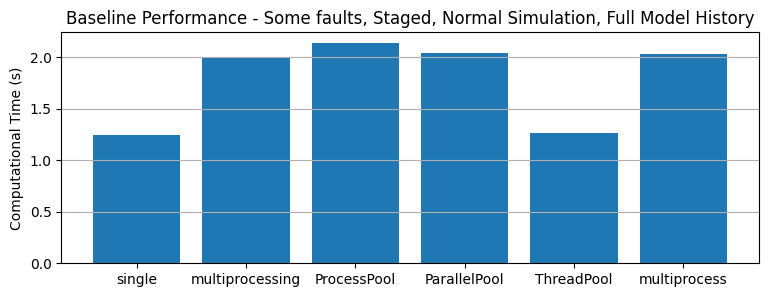 Baseline Performance - Some faults, Staged, Normal Simulation, Full Model History
Computational Time (s)
2.0
1.5
1.0
0.5
0.0
single multiprocessing ProcessPool ParallelPool ThreadPool multiprocess